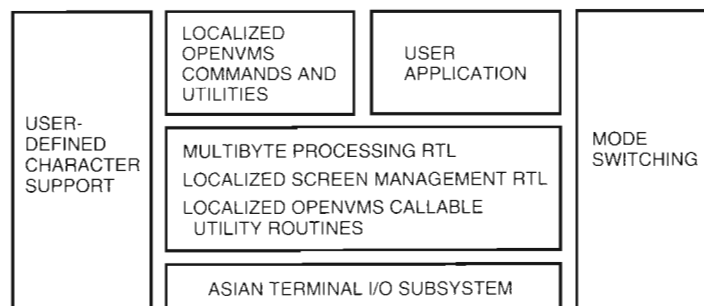 USER-
DEFINED
CHARACTER
SUPPORT
LOCALIZED
OPENVMS
COMMANDS AND
UTILITIES
USER
APPLICATION
MULTIBYTE PROCESSING RTL
LOCALIZED SCREEN MANAGEMENT RTL
LOCALIZED OPENVMS CALLABLE
UTILITY ROUTINES
ASIAN TERMINAL I/O SUBSYSTEM
MODE
SWITCHING